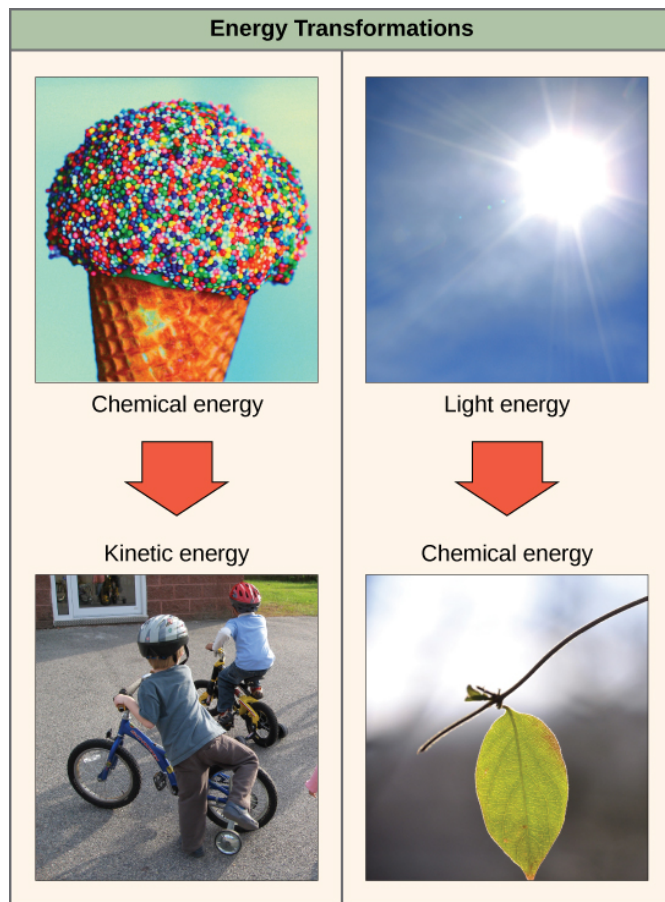 Energy Transformations
Chemical energy
Kinetic energy
Light energy
Chemical energy